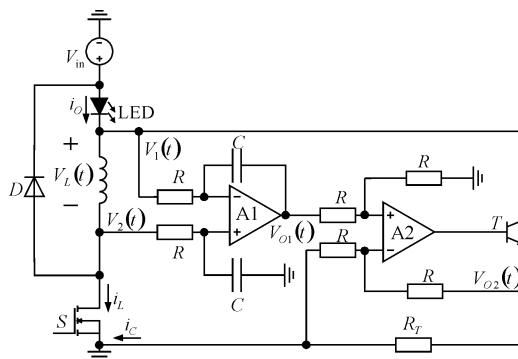 V_in
i_O
LED
+
V_L(t)
−
D
V_1(t)
C
R
R
−
A1
+
V_2(t)
R
V_O1(t)
R
+
A2
−
T
C
R
V_O2(t)
i_L
S
i_C
R_T